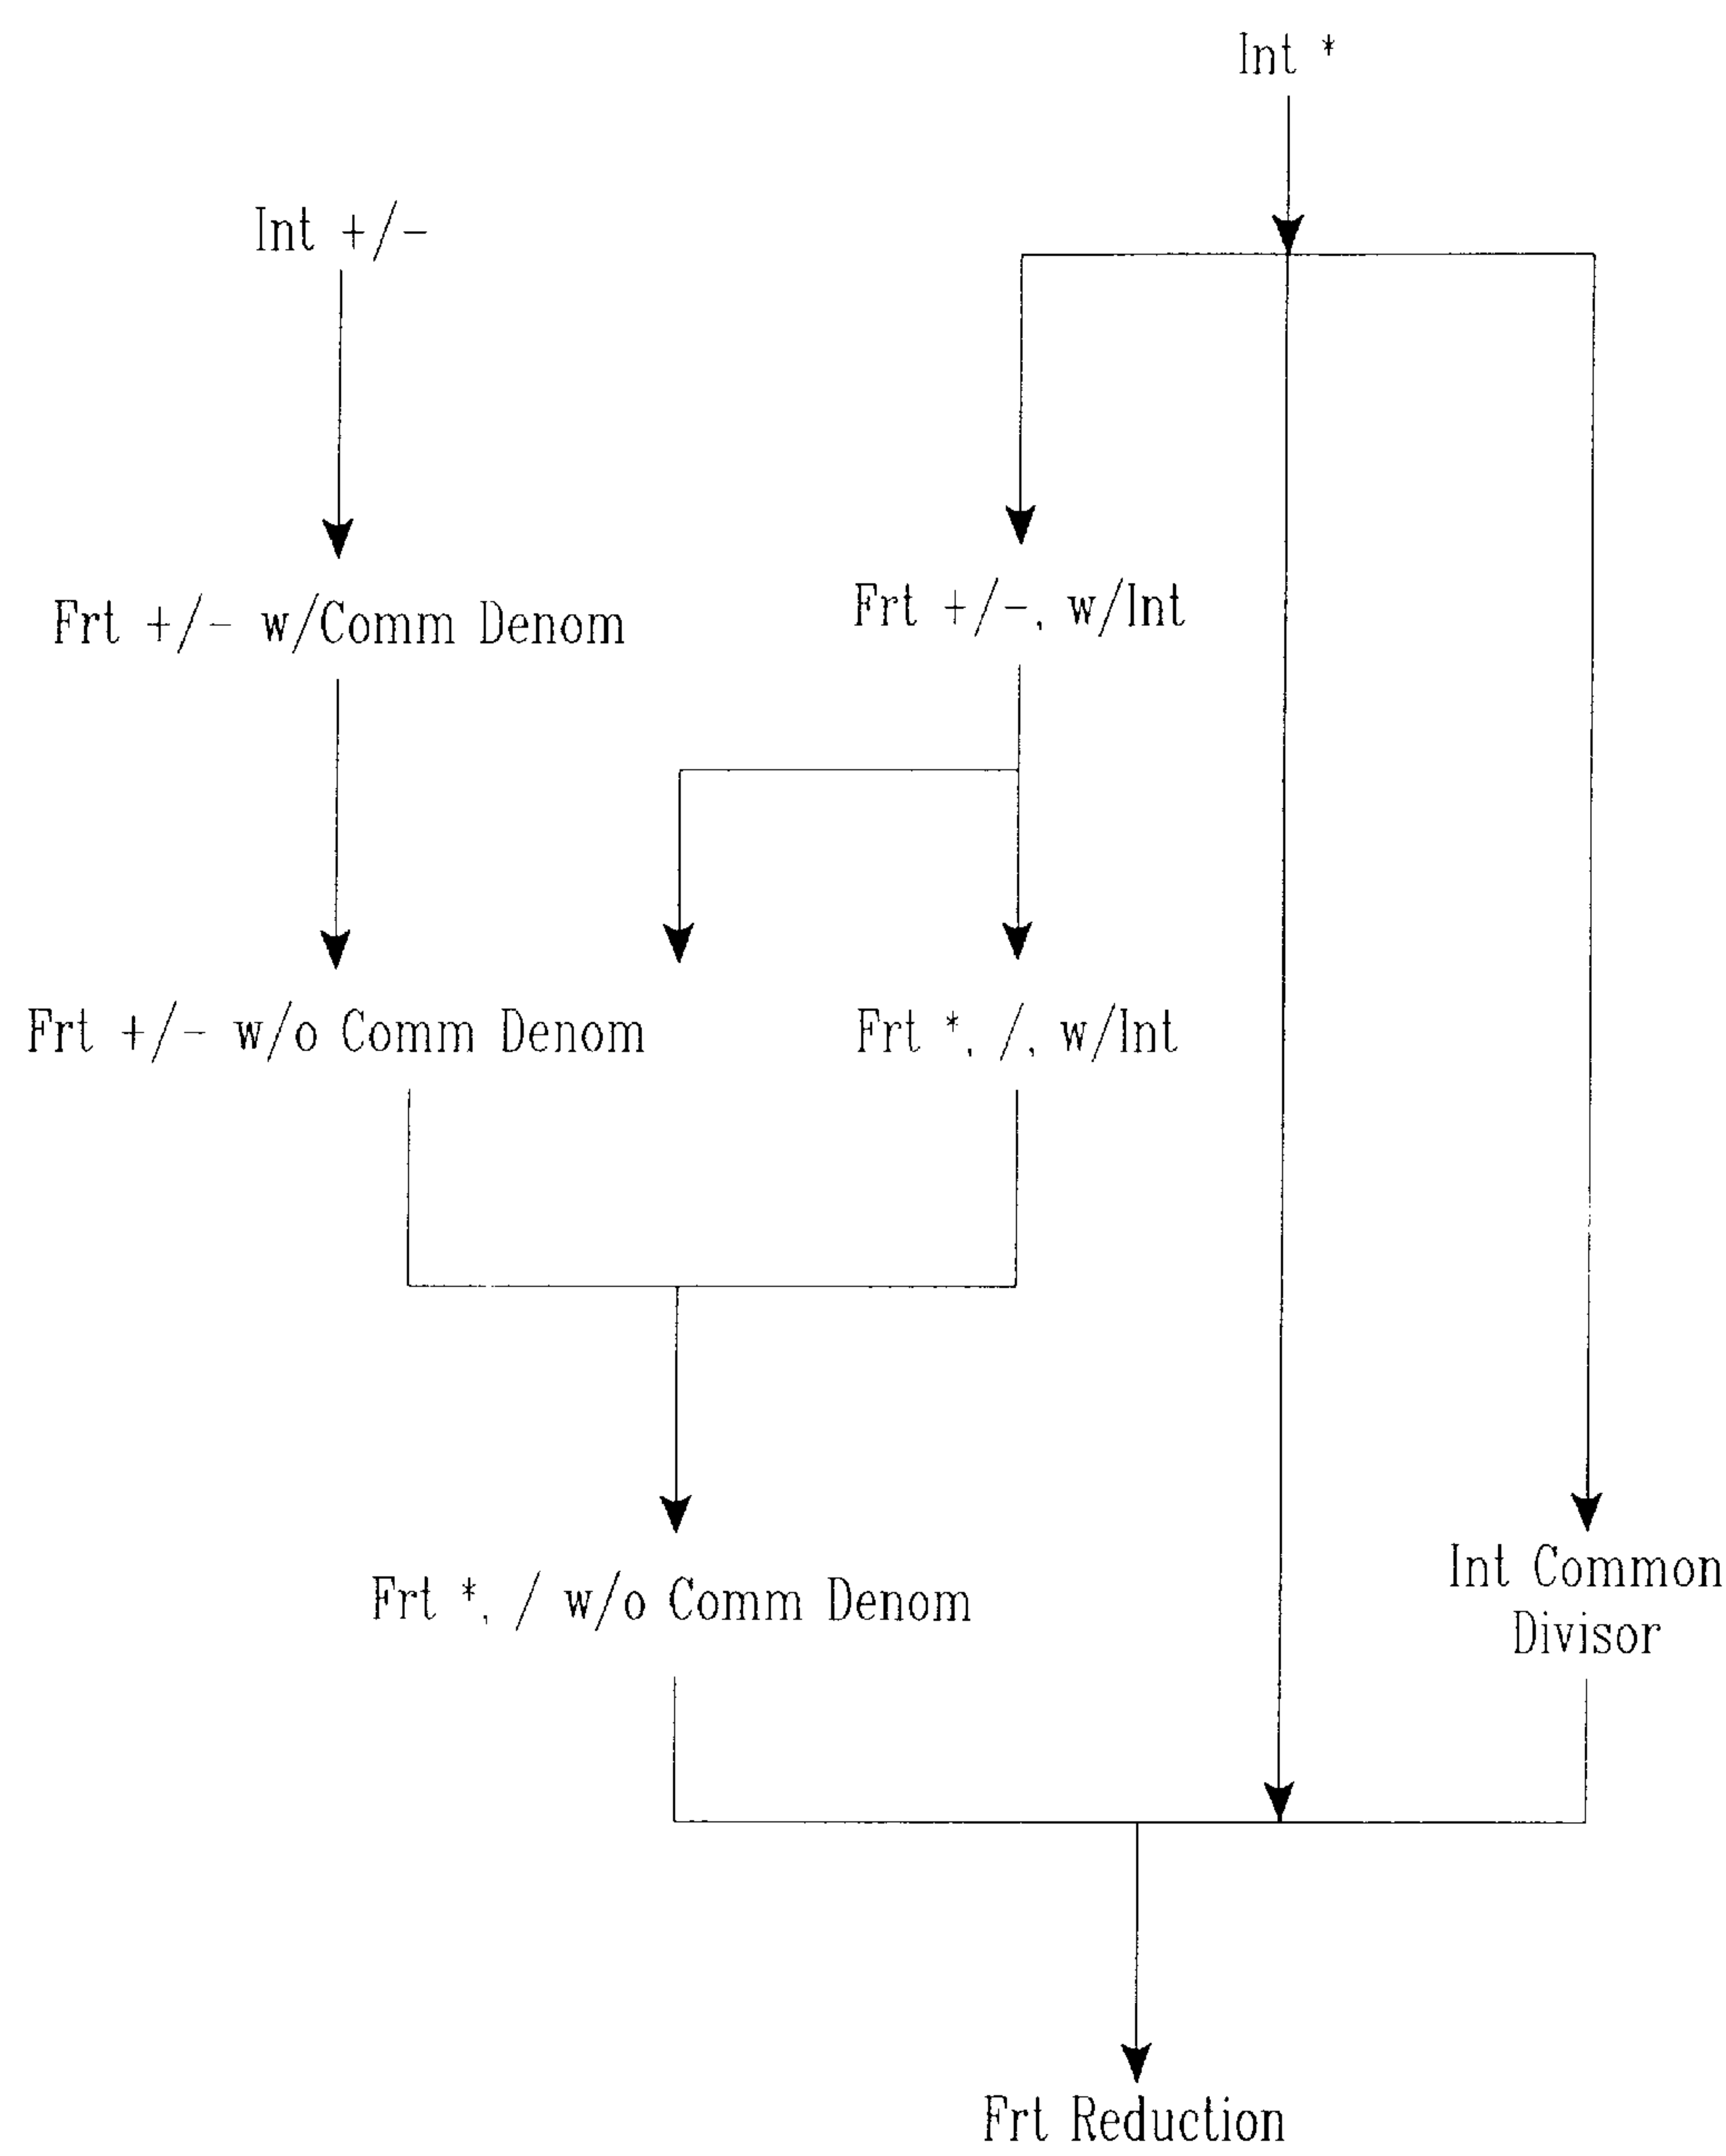 Int *
Int +/-
Frt +/- w/Comm Denom
Frt +/-, w/Int
Frt +/- w/o Comm Denom
Frt *, /, w/Int
Frt *, / w/o Comm Denom
Int Common
Divisor
Frt Reduction